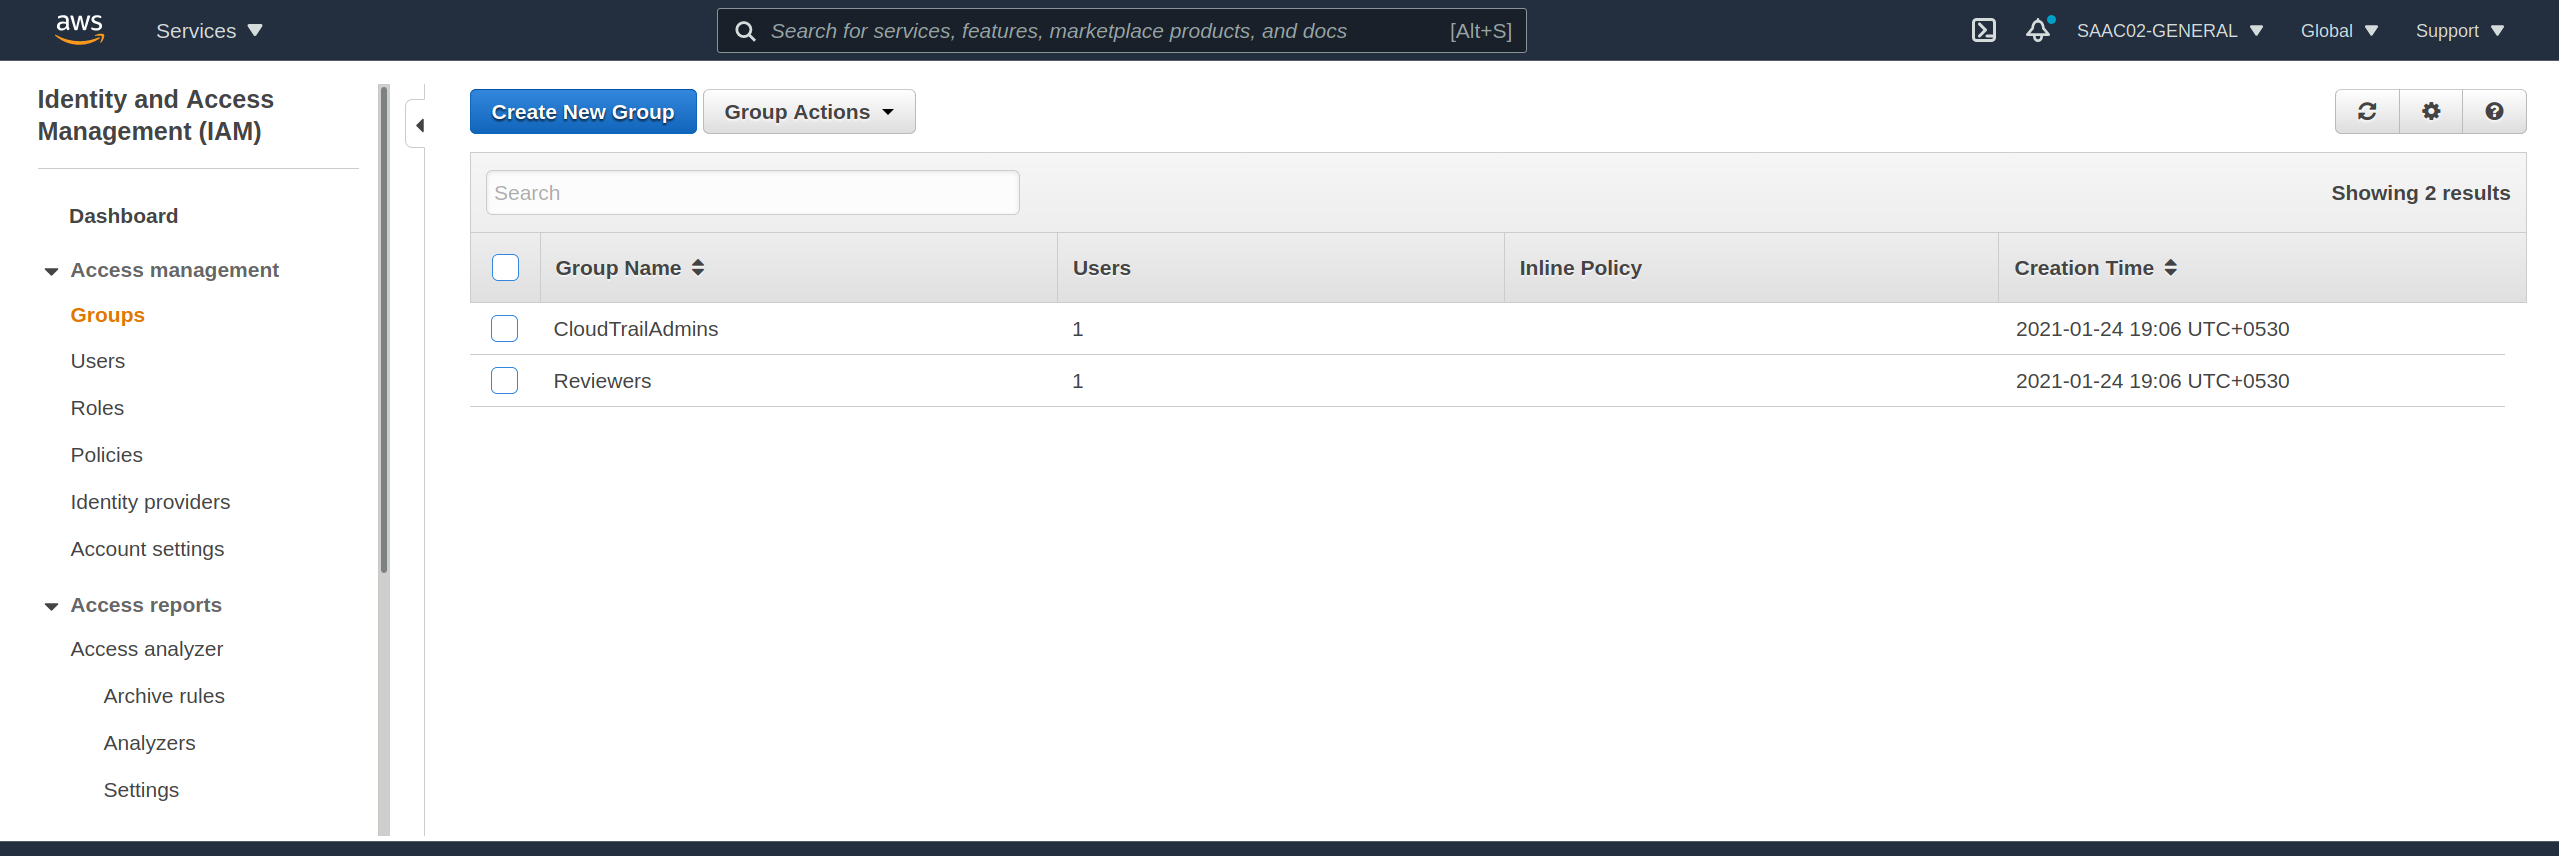 aws Services Search for services, features, marketplace products, and docs [Alt+S] SAAC02-GENERAL Global Support
Identity and Access
Management (IAM)
Dashboard
Access management
Groups
Users
Roles
Policies
Identity providers
Account settings
Access reports
Access analyzer
Archive rules
Analyzers
Settings
Create New Group Group Actions
Search Showing 2 results
Group Name Users Inline Policy Creation Time
CloudTrailAdmins 1 2021-01-24 19:06 UTC+0530
Reviewers 1 2021-01-24 19:06 UTC+0530